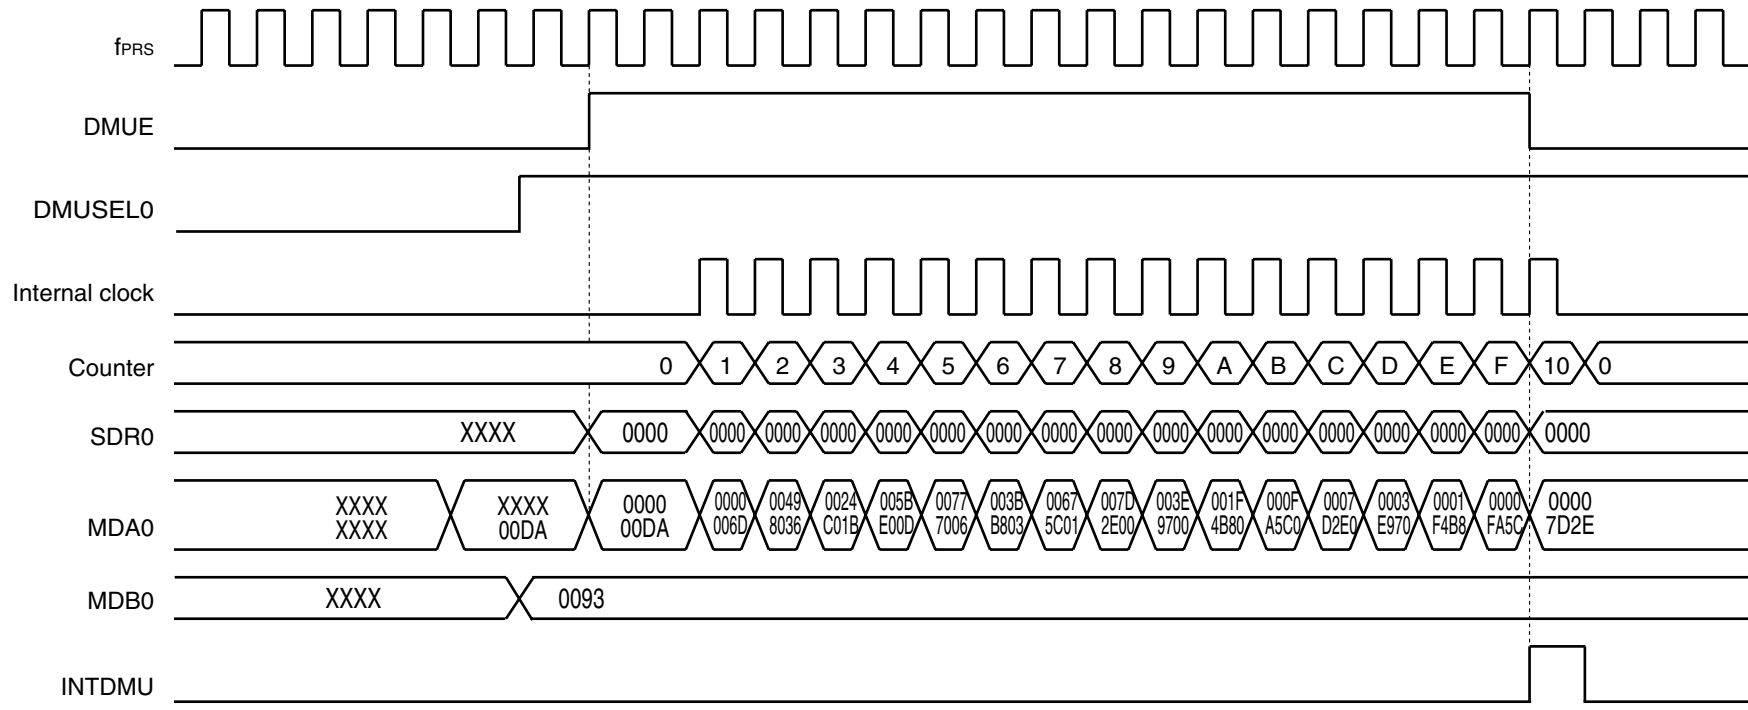 fPRS
DMUE
DMUSEL0
Internal clock
Counter 0 1 2 3 4 5 6 7 8 9 A B C D E F 10 0
SDR0 XXXX 0000 0000 0000 0000 0000 0000 0000 0000 0000 0000 0000 0000 0000 0000 0000 0000 0000
XXXX XXXX 0000 0000 0049 0024 005B 0077 003B 0067 007D 003E 001F 000F 0007 0003 0001 0000 0000
MDA0 XXXX 00DA 00DA 006D 8036 C01B E00D 7006 B803 5C01 2E00 9700 4B80 A5C0 D2E0 E970 F4B8 FA5C 7D2E
MDB0 XXXX 0093
INTDMU